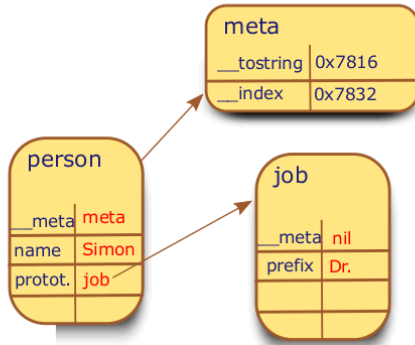 meta
__tostring 0x7816
__index 0x7832
person
__meta meta
name Simon
protot. job
job
__meta nil
prefix Dr.